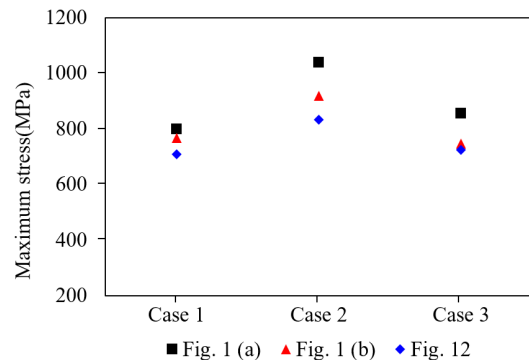 Maximum stress(MPa)
1200
1000
800
600
400
200
Case 1 Case 2 Case 3
Fig. 1 (a) Fig. 1 (b) Fig. 12